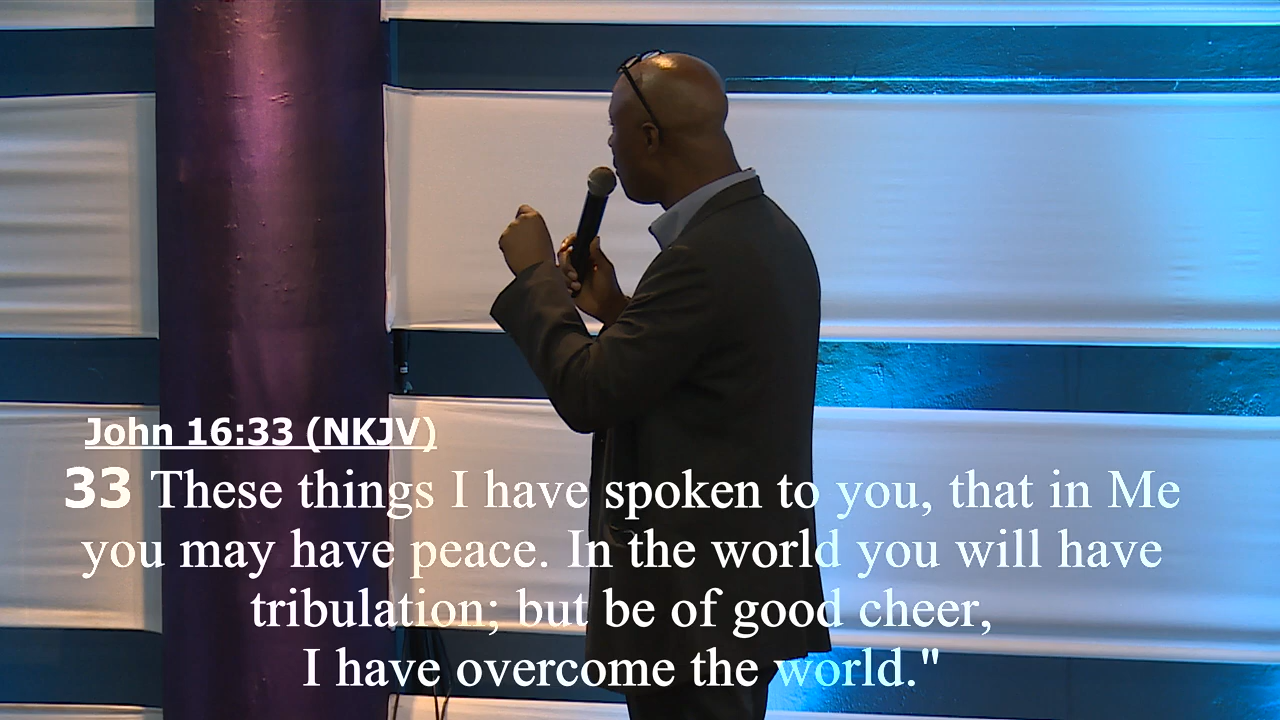 John 16:33 (NKJV)
33 These things I have spoken to you, that in Me
you may have peace. In the world you will have
tribulation; but be of good cheer,
I have overcome the world."